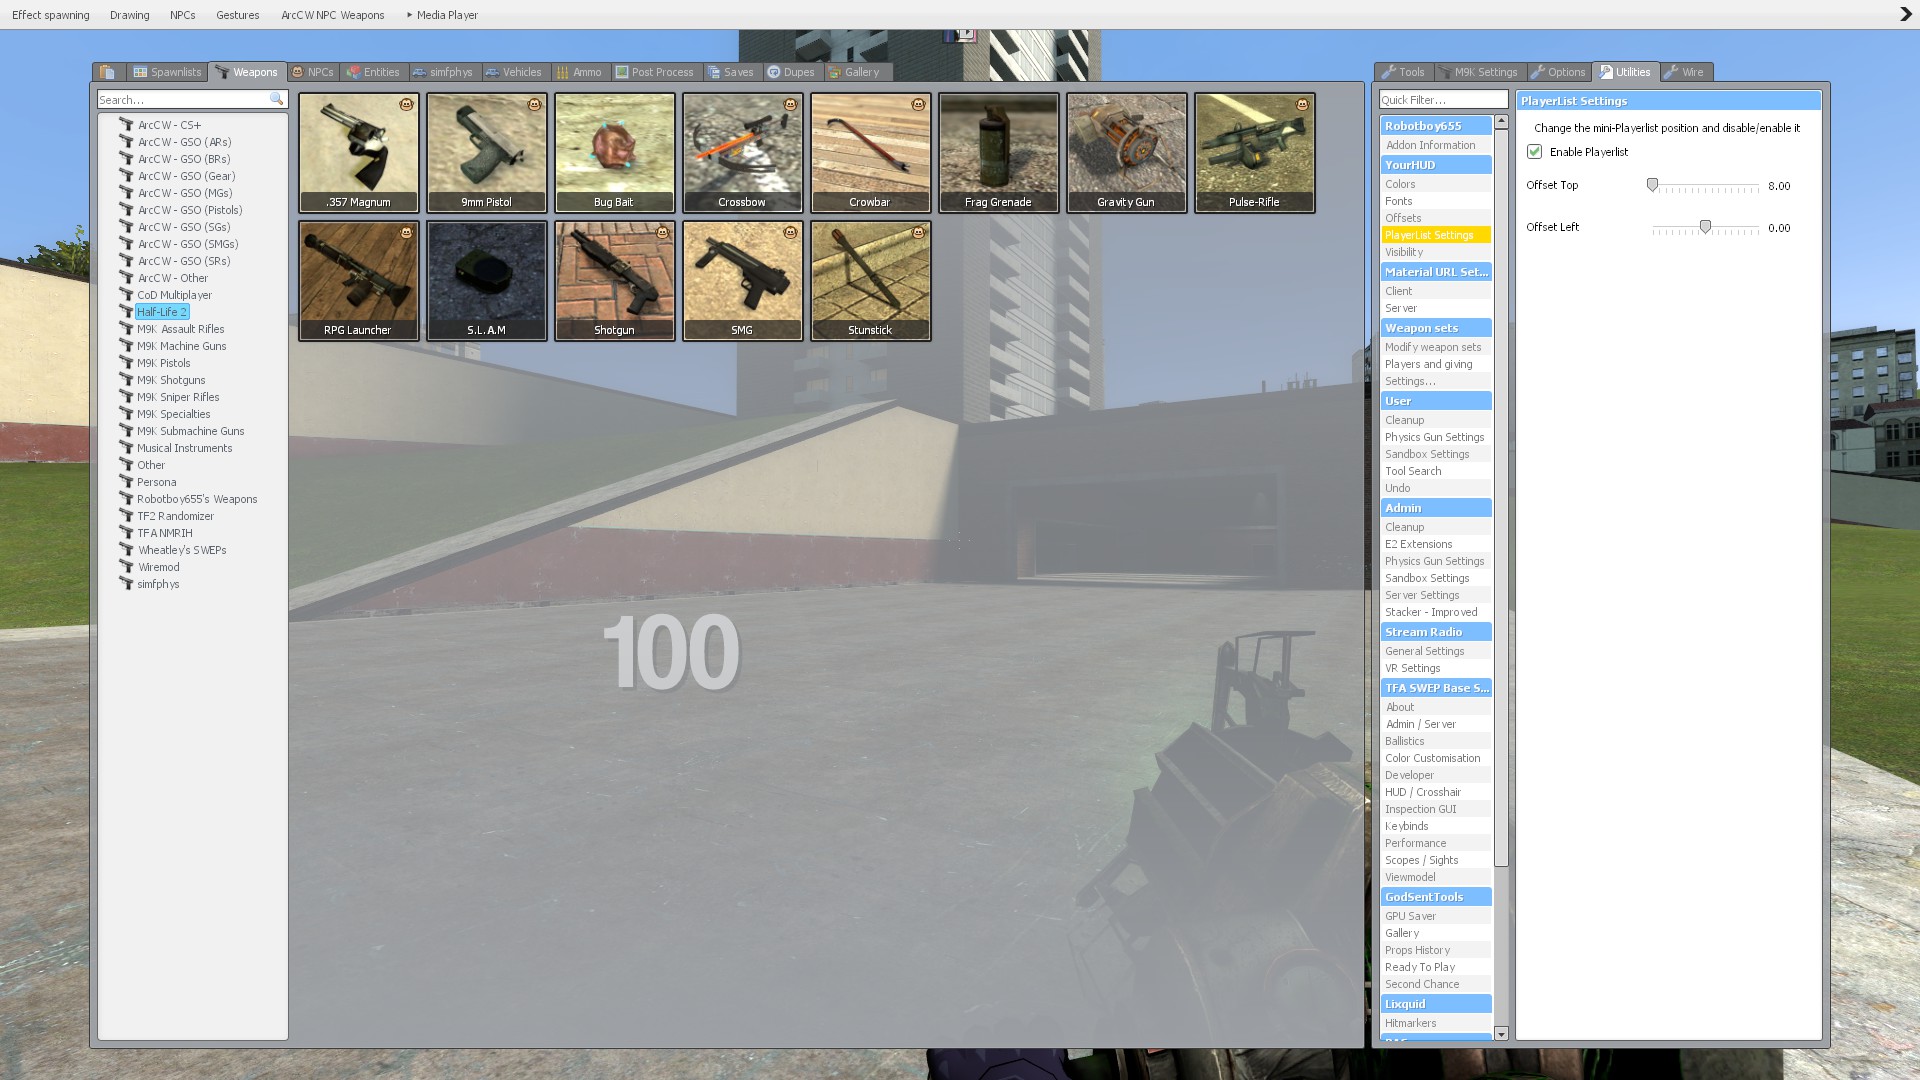 Effect spawning Drawing NPCs Gestures ArcCW NPC Weapons Media Player
Spawnlists Weapons NPCs Entities simfphys Vehicles Ammo Post Process Saves Dupes Gallery
Search...
ArcCW - CS+
ArcCW - GSO (ARs)
ArcCW - GSO (BRs)
ArcCW - GSO (Gear)
ArcCW - GSO (MGs)
ArcCW - GSO (Pistols)
ArcCW - GSO (SGs)
ArcCW - GSO (SMGs)
ArcCW - GSO (SRs)
ArcCW - Other
CoD Multiplayer
Half-Life 2
M9K Assault Rifles
M9K Machine Guns
M9K Pistols
M9K Shotguns
M9K Sniper Rifles
M9K Specialties
M9K Submachine Guns
Musical Instruments
Other
Persona
Robotboy655's Weapons
TF2 Randomizer
TFA NMRIH
Wheatley's SWEPs
Wiremod
simfphys
.357 Magnum 9mm Pistol Bug Bait Crossbow Crowbar Frag Grenade Gravity Gun Pulse-Rifle
RPG Launcher S.L.A.M Shotgun SMG Stunstick
100
Tools M9K Settings Options Utilities Wire
Quick Filter...
Robotboy655
Addon Information
YourHUD
Colors
Fonts
Offsets
PlayerList Settings
Visibility
Material URL Set...
Client
Server
Weapon sets
Modify weapon sets
Players and giving
Settings...
User
Cleanup
Physics Gun Settings
Sandbox Settings
Tool Search
Undo
Admin
Cleanup
E2 Extensions
Physics Gun Settings
Sandbox Settings
Server Settings
Stacker - Improved
Stream Radio
General Settings
VR Settings
TFA SWEP Base S...
About
Admin / Server
Ballistics
Color Customisation
Developer
HUD / Crosshair
Inspection GUI
Keybinds
Performance
Scopes / Sights
Viewmodel
GodSentTools
GPU Saver
Gallery
Props History
Ready To Play
Second Chance
Lixquid
Hitmarkers
PlayerList Settings
Change the mini-Playerlist position and disable/enable it
Enable Playerlist
Offset Top 8.00
Offset Left 0.00